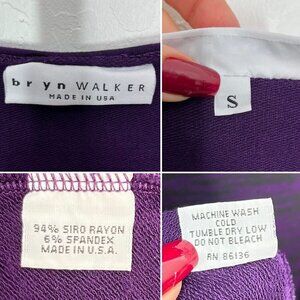 bryn WALKER
MADE IN USA
S
94% SIRO RAYON
6% SPANDEX
MADE IN U.S.A.
MACHINE WASH
COLD
TUMBLE DRY LOW
DO NOT BLEACH
RN 86136